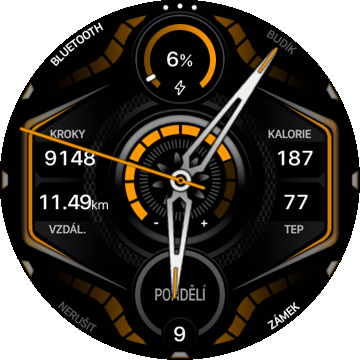 BLUETOOTH
BUDÍK
6%
KROKY
9148
KALORIE
187
11.49km
VZDÁL.
77
TEP
- +
PONDĚLÍ
9
NERUŠIT
ZÁMEK